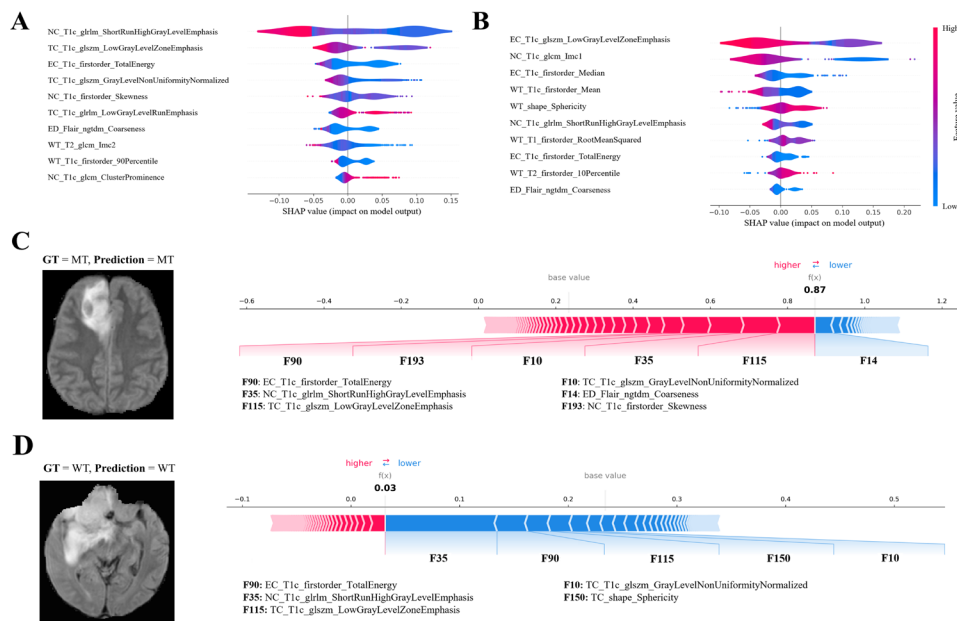 A
NC_T1c_glrlm_ShortRunHighGrayLevelEmphasis
TC_T1c_glszm_LowGrayLevelZoneEmphasis
EC_T1c_firstorder_TotalEnergy
TC_T1c_glszm_GrayLevelNonUniformityNormalized
NC_T1c_firstorder_Skewness
TC_T1c_glrlm_LowGrayLevelRunEmphasis
ED_Flair_ngtdm_Coarseness
WT_T2_glcm_Imc2
WT_T1c_firstorder_90Percentile
NC_T1c_glcm_ClusterProminence
−0.10 −0.05 0.00 0.05 0.10 0.15
SHAP value (impact on model output)
B
EC_T1c_glszm_LowGrayLevelZoneEmphasis
NC_T1c_glcm_Imc1
EC_T1c_firstorder_Median
WT_T1c_firstorder_Mean
WT_shape_Sphericity
NC_T1c_glrlm_ShortRunHighGrayLevelEmphasis
WT_T1_firstorder_RootMeanSquared
EC_T1c_firstorder_TotalEnergy
WT_T2_firstorder_10Percentile
ED_Flair_ngtdm_Coarseness
−0.10 −0.05 0.00 0.05 0.10 0.15 0.20
SHAP value (impact on model output)
High
Low
C
GT = MT, Prediction = MT
higher ⇄ lower
base value f(x)
0.87
−0.6 −0.4 −0.2 0.0 0.2 0.4 0.6 0.8 1.0 1.2
F90 F193 F10 F35 F115 F14
F90: EC_T1c_firstorder_TotalEnergy
F35: NC_T1c_glrlm_ShortRunHighGrayLevelEmphasis
F115: TC_T1c_glszm_LowGrayLevelZoneEmphasis
F10: TC_T1c_glszm_GrayLevelNonUniformityNormalized
F14: ED_Flair_ngtdm_Coarseness
F193: NC_T1c_firstorder_Skewness
D
GT = WT, Prediction = WT
higher ⇄ lower
f(x) base value
0.03
−0.1 0.0 0.1 0.2 0.3 0.4 0.5
F35 F90 F115 F150 F10
F90: EC_T1c_firstorder_TotalEnergy
F35: NC_T1c_glrlm_ShortRunHighGrayLevelEmphasis
F115: TC_T1c_glszm_LowGrayLevelZoneEmphasis
F10: TC_T1c_glszm_GrayLevelNonUniformityNormalized
F150: TC_shape_Sphericity